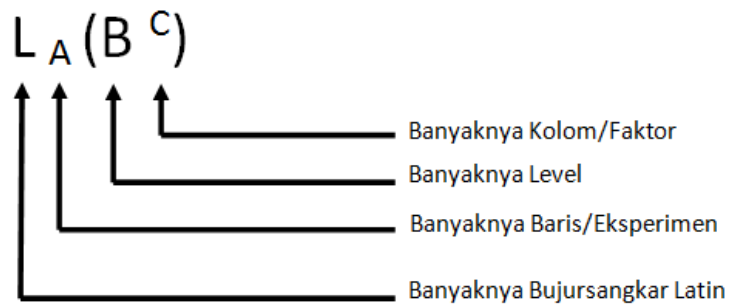 L A (B C)
Banyaknya Kolom/Faktor
Banyaknya Level
Banyaknya Baris/Eksperimen
Banyaknya Bujursangkar Latin